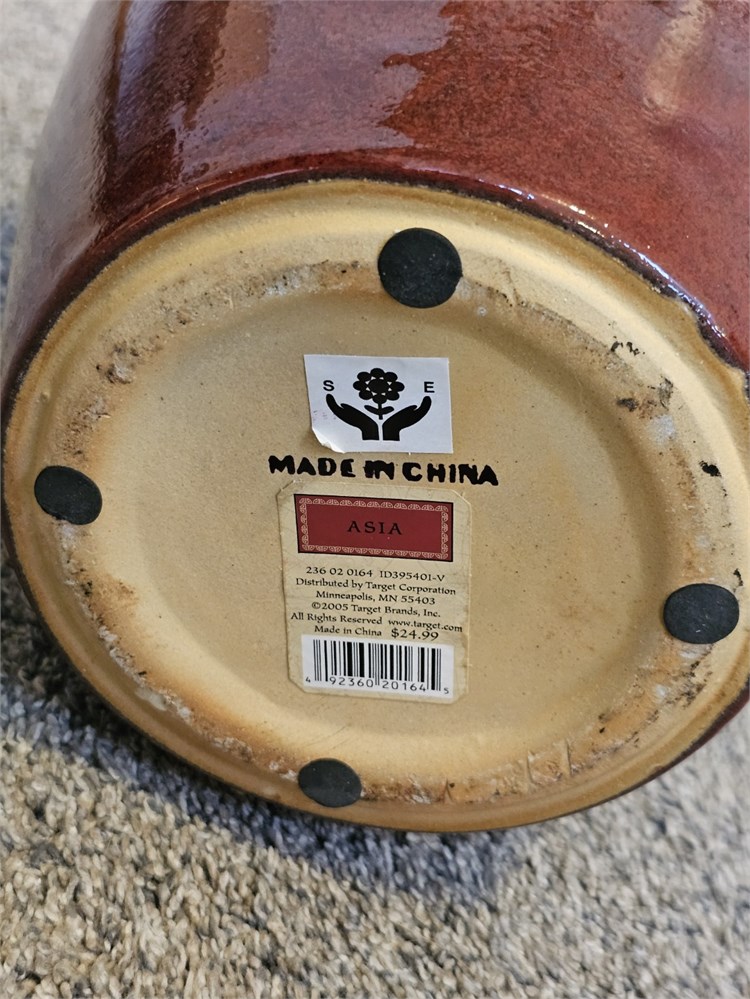 S E
MADE IN CHINA
ASIA
236 02 0164 ID395401-V
Distributed by Target Corporation
Minneapolis, MN 55403
©2005 Target Brands, Inc.
All Rights Reserved www.target.com
Made in China $24.99
4 92360 20164 5